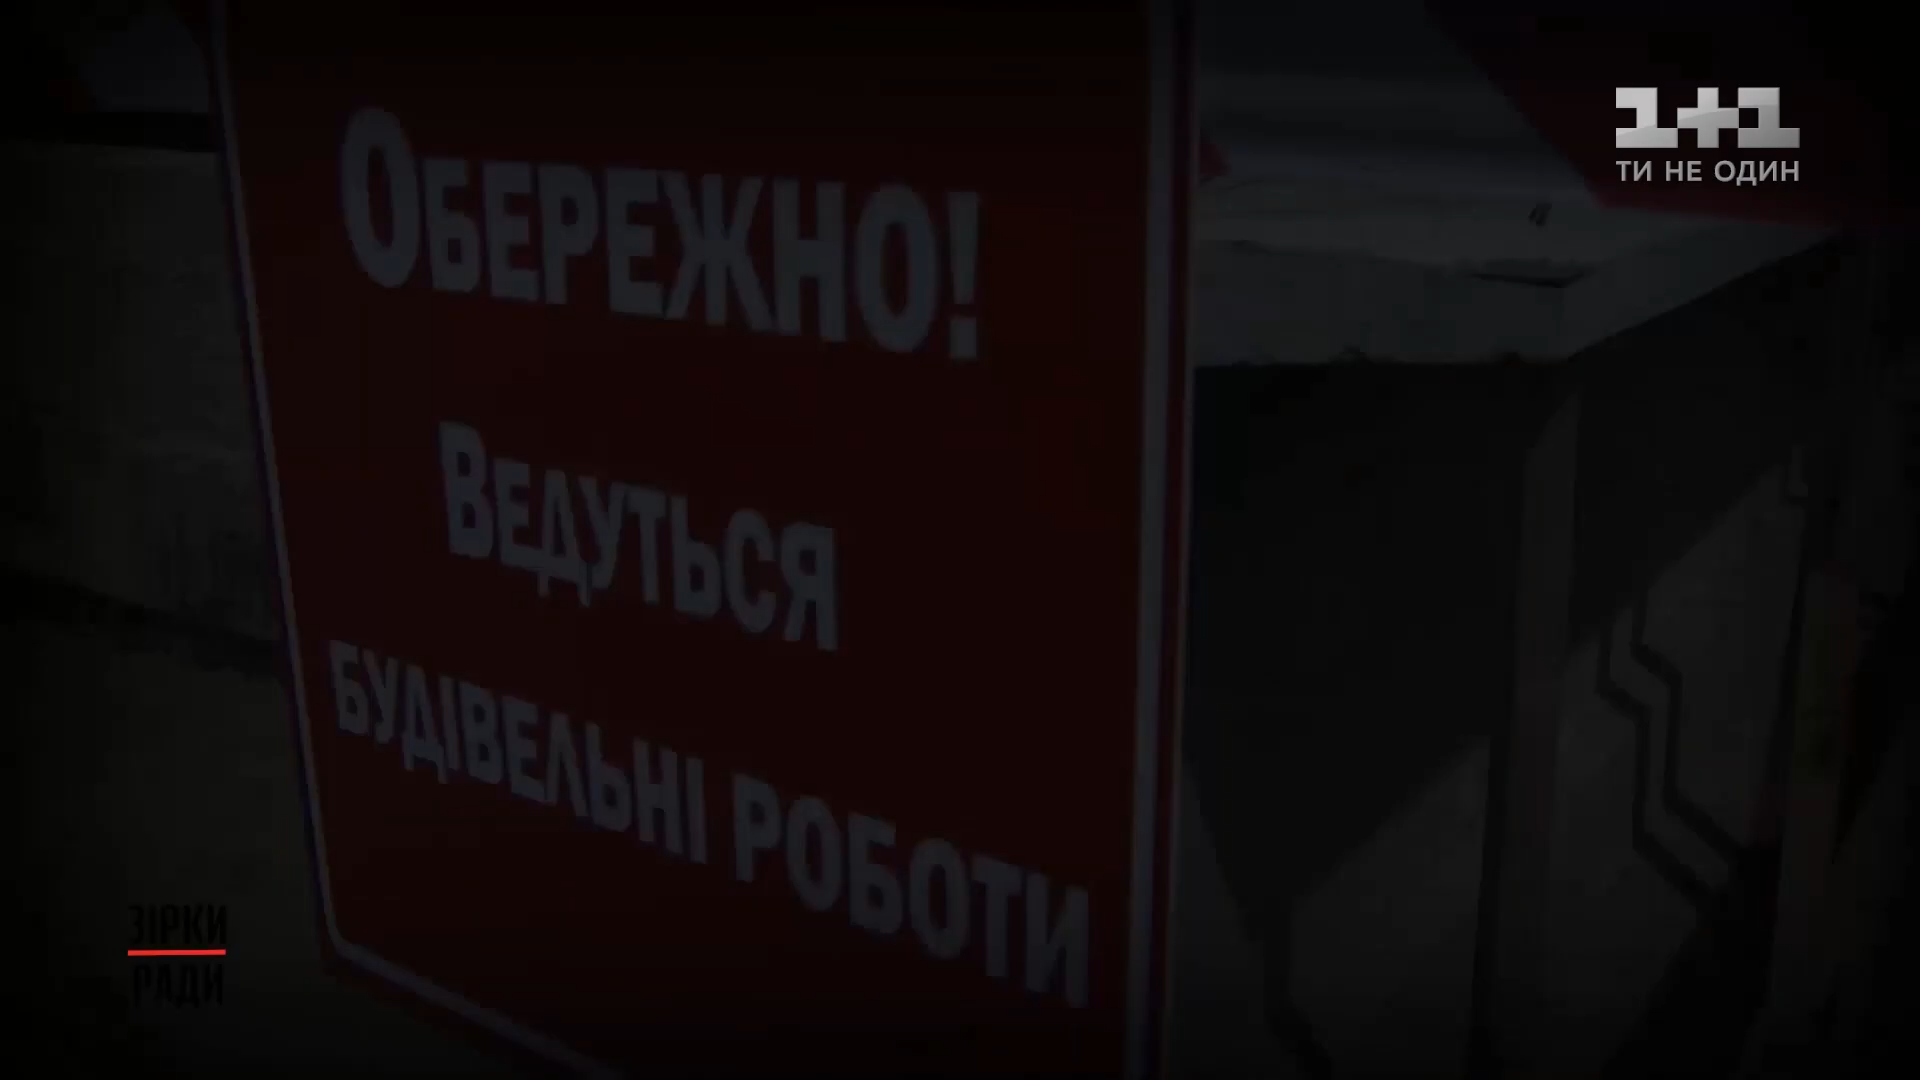 1+1
ТИ НЕ ОДИН
ОБЕРЕЖНО!
ВЕДУТЬСЯ
БУДІВЕЛЬНІ РОБОТИ
ЗІРКИ
РАДИ